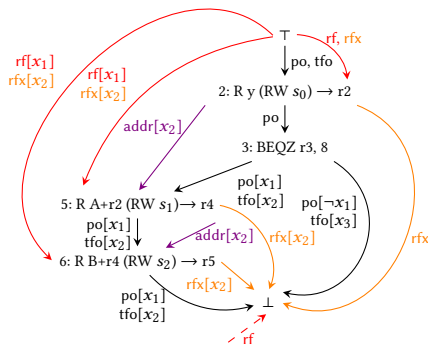 ⊤
rf[x₁]
rfx[x₂]
rf, rfx
po, tfo
rf[x₁]
rfx[x₂]
2: R y (RW s₀) → r2
po
addr[x₂]
3: BEQZ r3, 8
po[x₁]
tfo[x₂]
po[¬x₁]
tfo[x₃]
5: R A+r2 (RW s₁)→ r4
po[x₁]
tfo[x₂]
addr[x₂]
rfx[x₂]
rfx
6: R B+r4 (RW s₂)→ r5
rfx[x₂]
po[x₁]
tfo[x₂]
⊥
rf